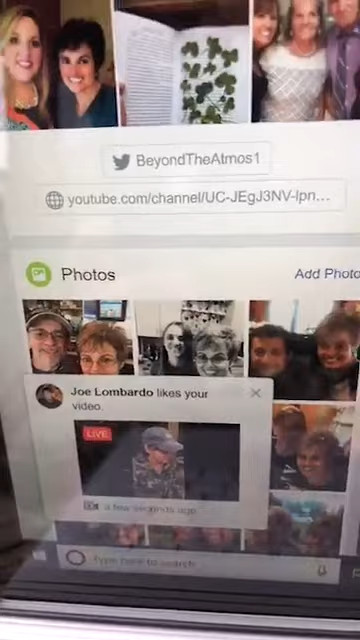 BeyondTheAtmos1
youtube.com/channel/UC-JEgJ3NV-lpn...
Photos
Add Photo
Joe Lombardo likes your
video.
LIVE
a few seconds ago
Type here to search